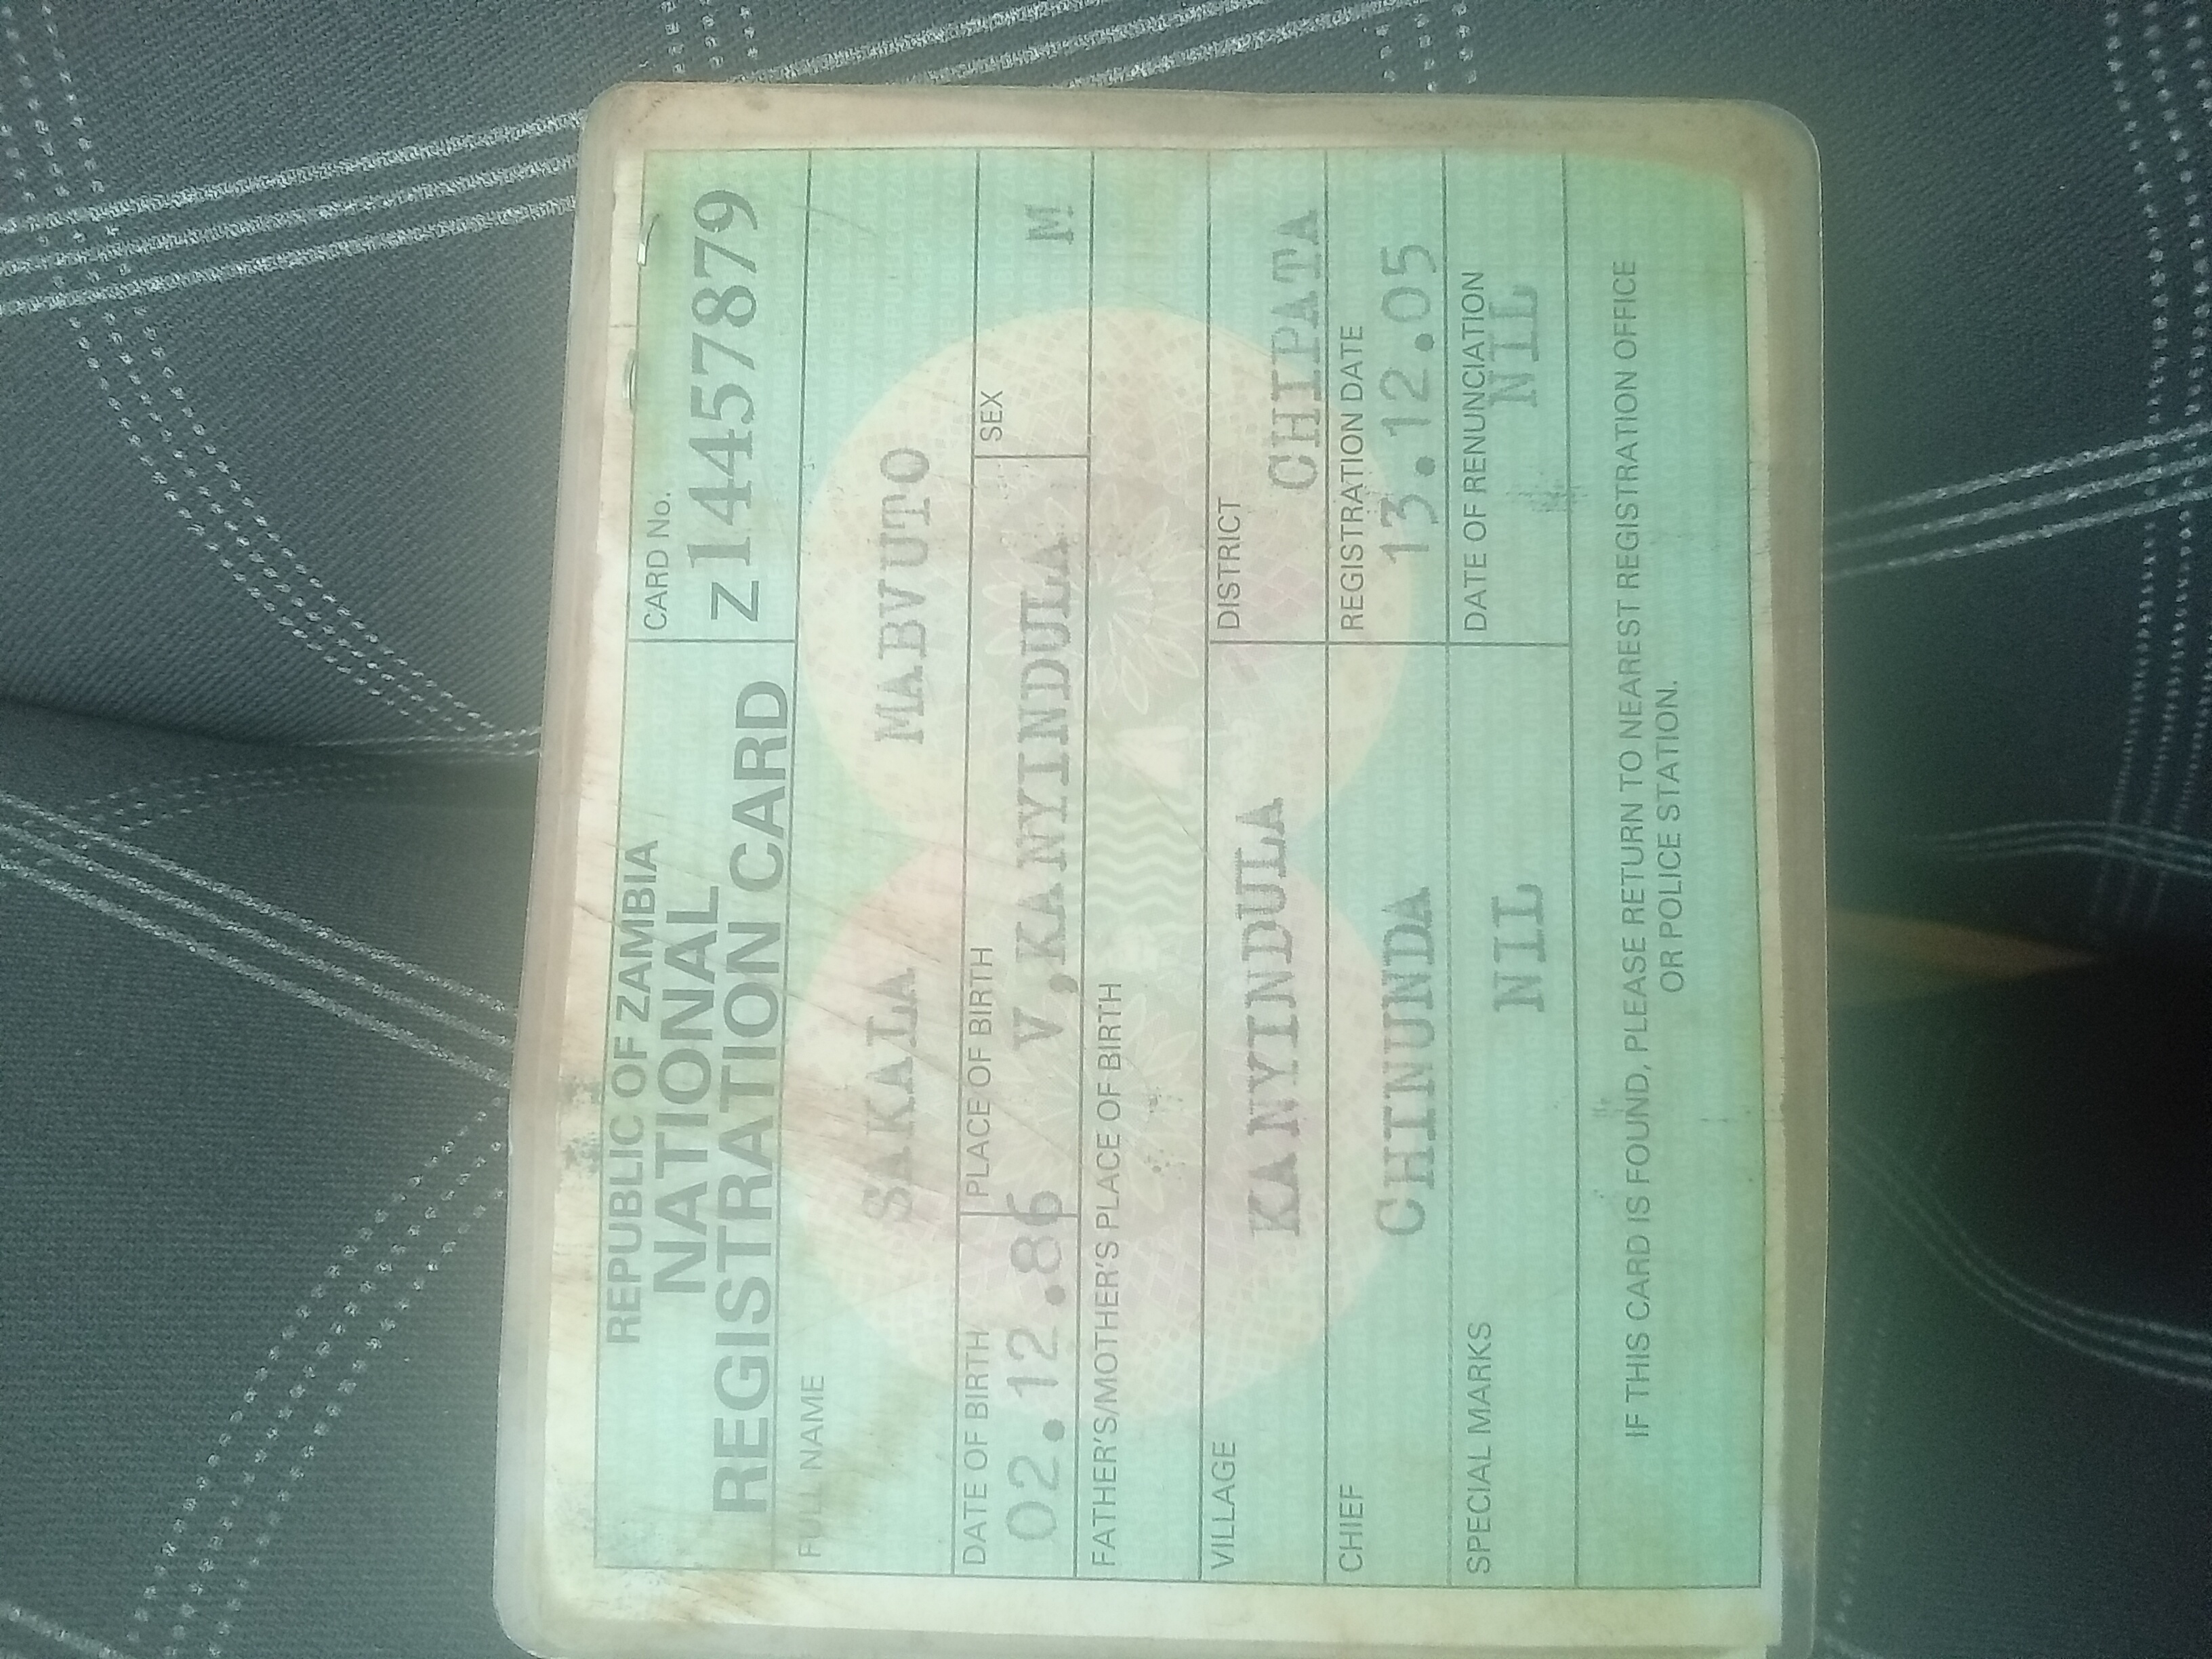 REPUBLIC OF ZAMBIA
NATIONAL
REGISTRATION CARD
CARD No.
Z14457879
FULL NAME
SAKALA MABVUTO
DATE OF BIRTH
02.12.86
PLACE OF BIRTH
V,KANYINDULA
SEX
M
FATHER'S/MOTHER'S PLACE OF BIRTH
VILLAGE
KANYINDULA
DISTRICT
CHIPATA
CHIEF
CHINUNDA
REGISTRATION DATE
13.12.05
SPECIAL MARKS
NIL
DATE OF RENUNCIATION
NIL
IF THIS CARD IS FOUND, PLEASE RETURN TO NEAREST REGISTRATION OFFICE
OR POLICE STATION.